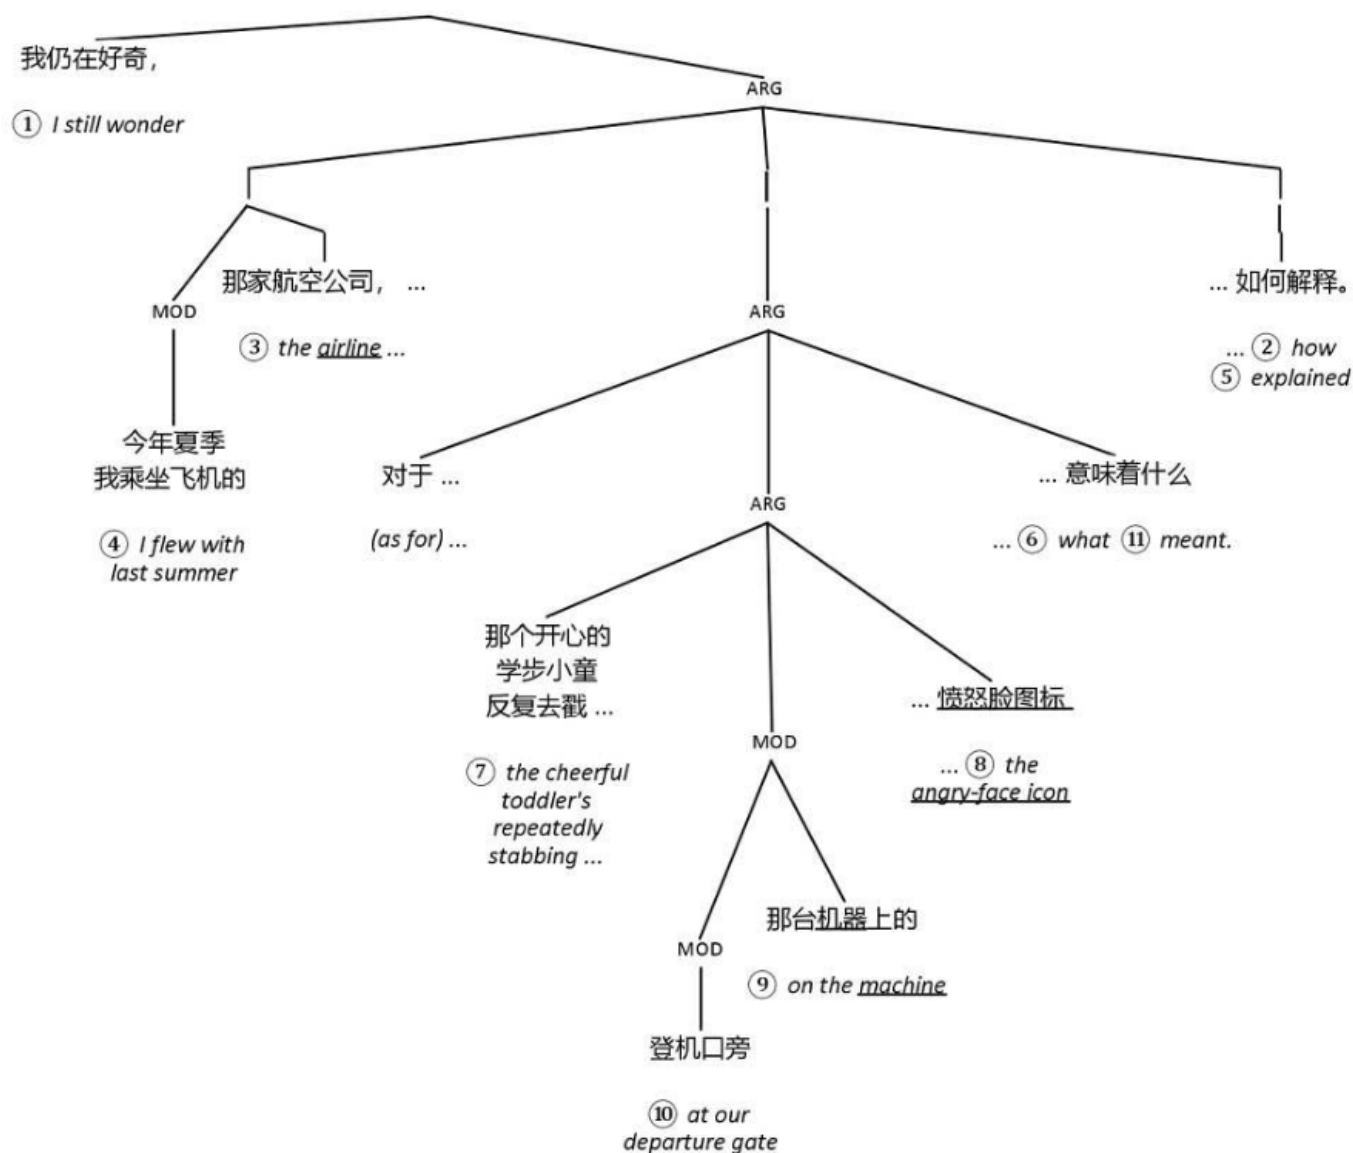 我仍在好奇，
① I still wonder
ARG
那家航空公司， ...
③ the airline ...
MOD
今年夏季
我乘坐飞机的
④ I flew with
last summer
ARG
对于 ...
(as for) ...
ARG
那个开心的
学步小童
反复去戳 ...
⑦ the cheerful
toddler's
repeatedly
stabbing ...
MOD
MOD
登机口旁
⑩ at our
departure gate
那台机器上的
⑨ on the machine
... 愤怒脸图标
... ⑧ the
angry-face icon
... 意味着什么
... ⑥ what ⑪ meant.
... 如何解释。
... ② how
⑤ explained